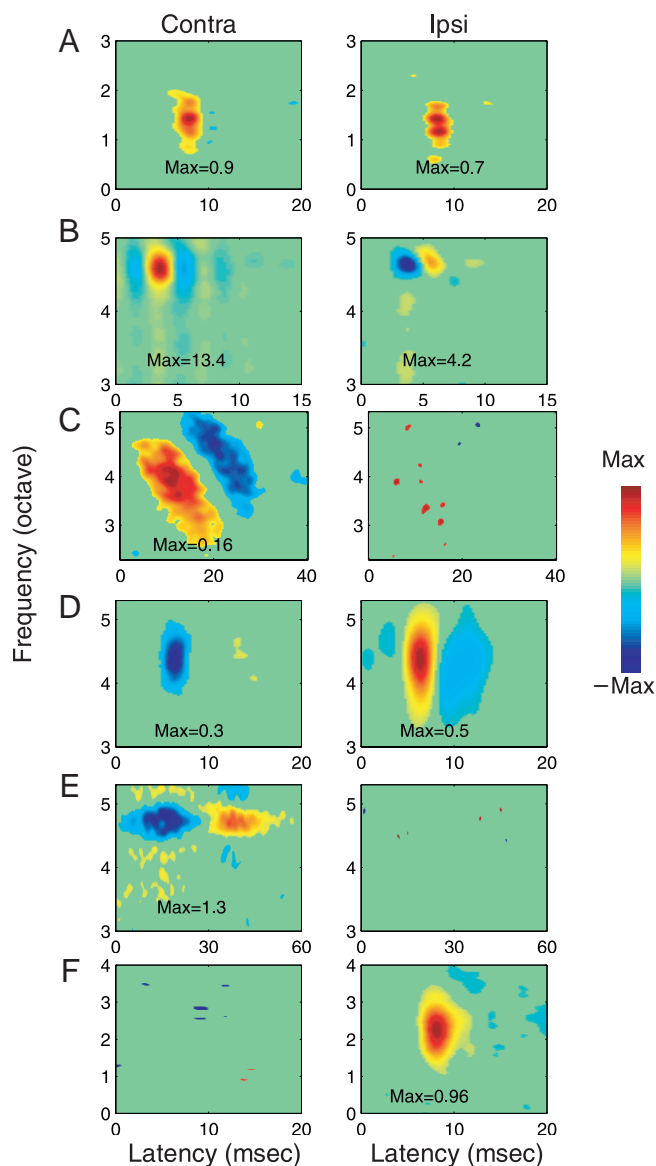 Contra Ipsi
A
3
2
1
0
Max=0.9
0 10 20
3
2
1
0
Max=0.7
0 10 20
B
5
4
3
Max=13.4
0 5 10 15
5
4
3
Max=4.2
0 5 10 15
C
5
4
3
Max=0.16
0 20 40
5
4
3
0 20 40
D
5
4
3
Max=0.3
0 10 20
5
4
3
Max=0.5
0 10 20
E
5
4
3
Max=1.3
0 30 60
5
4
3
0 30 60
F
4
3
2
1
0
0 10 20
4
3
2
1
0
Max=0.96
0 10 20
Frequency (octave)
Latency (msec) Latency (msec)
Max
−Max